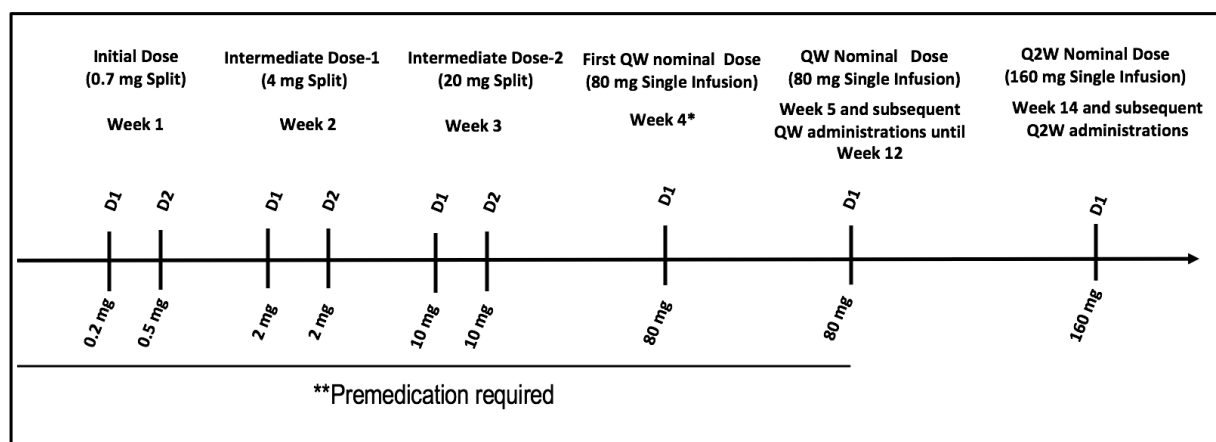 Initial Dose
(0.7 mg Split)
Week 1
Intermediate Dose-1
(4 mg Split)
Week 2
Intermediate Dose-2
(20 mg Split)
Week 3
First QW nominal Dose
(80 mg Single Infusion)
Week 4*
QW Nominal Dose
(80 mg Single Infusion)
Week 5 and subsequent
QW administrations until
Week 12
Q2W Nominal Dose
(160 mg Single Infusion)
Week 14 and subsequent
Q2W administrations
D1
D2
D1
D2
D1
D2
D1
D1
D1
0.2 mg
0.5 mg
2 mg
2 mg
10 mg
10 mg
80 mg
80 mg
160 mg
**Premedication required